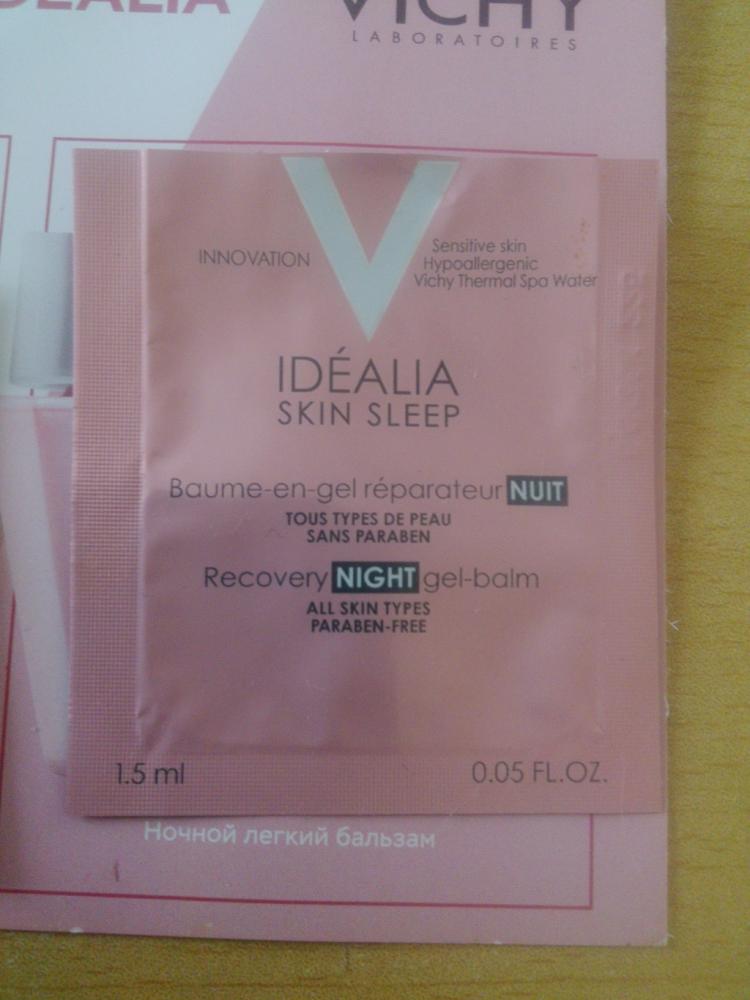 VICHY
LABORATOIRES
INNOVATION
Sensitive skin
Hypoallergenic
Vichy Thermal Spa Water
IDÉALIA
SKIN SLEEP
Baume-en-gel réparateur NUIT
TOUS TYPES DE PEAU
SANS PARABEN
Recovery NIGHT gel-balm
ALL SKIN TYPES
PARABEN-FREE
1.5 ml
0.05 FL.OZ.
Ночной легкий бальзам